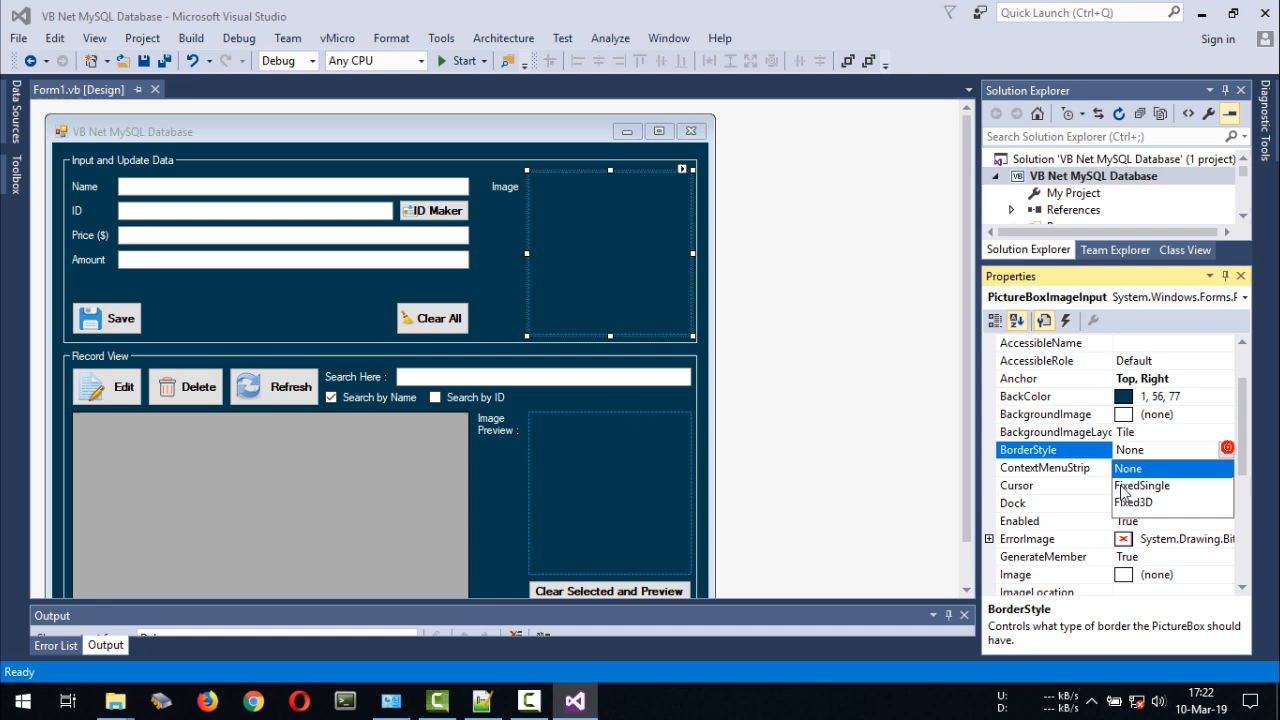 VB Net MySQL Database - Microsoft Visual Studio
Quick Launch (Ctrl+Q)
File Edit View Project Build Debug Team vMicro Format Tools Architecture Test Analyze Window Help
Sign in
Debug Any CPU Start
Data Sources
Toolbox
Form1.vb [Design]
VB Net MySQL Database
Input and Update Data
Name
Image
ID
ID Maker
Price ($)
Amount
Save
Clear All
Record View
Edit
Delete
Refresh
Search Here :
Search by Name
Search by ID
Image
Preview :
Clear Selected and Preview
Output
Error List Output
Ready
Solution Explorer
Search Solution Explorer (Ctrl+;)
Solution 'VB Net MySQL Database' (1 project)
VB VB Net MySQL Database
My Project
References
Solution Explorer Team Explorer Class View
Properties
PictureBoxImageInput System.Windows.Forms.F
AccessibleName
AccessibleRole Default
Anchor Top, Right
BackColor 1, 56, 77
BackgroundImage (none)
BackgroundImageLayo Tile
BorderStyle None
ContextMenuStrip None
Cursor FixedSingle
Dock Fixed3D
Enabled True
ErrorImage System.Drawing.Bit
GenerateMember True
Image (none)
ImageLocation
BorderStyle
Controls what type of border the PictureBox should
have.
Diagnostic Tools
U: --- kB/s
D: --- kB/s
17:22
10-Mar-19